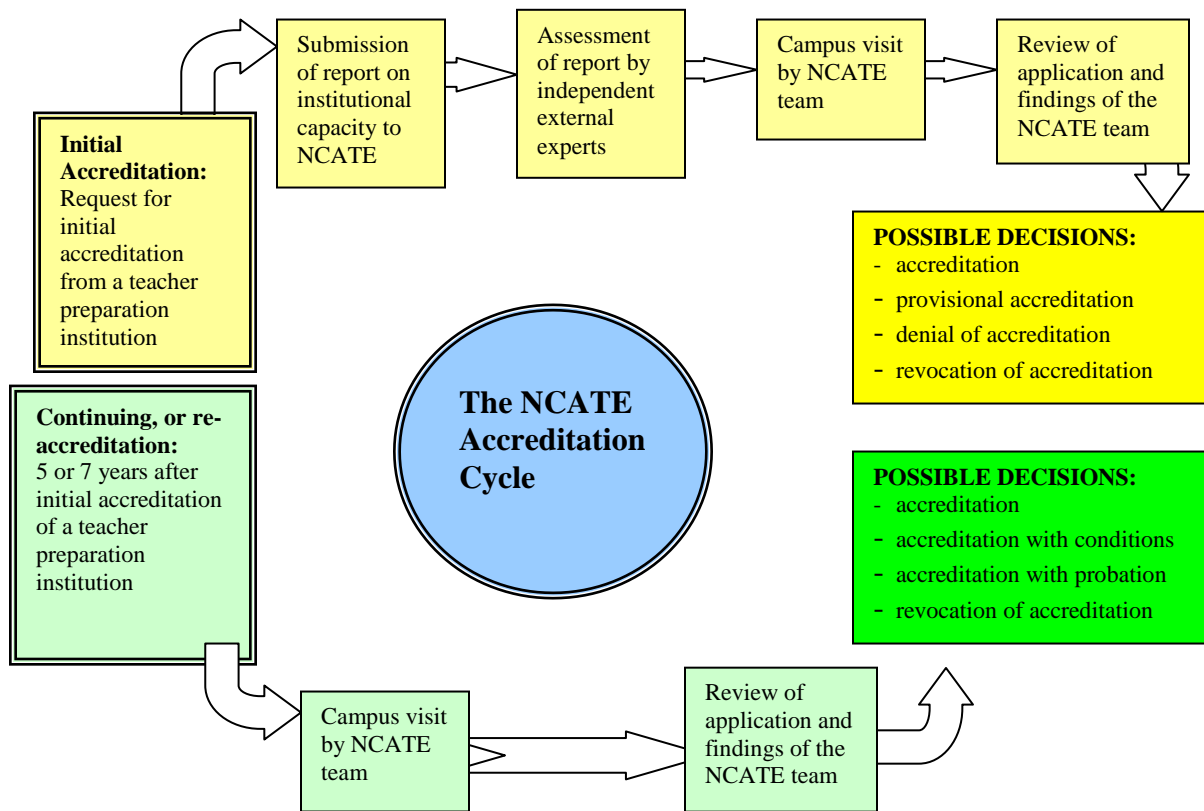 Initial
Accreditation:
Request for
initial
accreditation
from a teacher
preparation
institution
Submission
of report on
institutional
capacity to
NCATE
Assessment
of report by
independent
external
experts
Campus visit
by NCATE
team
Review of
application and
findings of the
NCATE team
POSSIBLE DECISIONS:
- accreditation
- provisional accreditation
- denial of accreditation
- revocation of accreditation
The NCATE
Accreditation
Cycle
Continuing, or re-
accreditation:
5 or 7 years after
initial accreditation
of a teacher
preparation
institution
Campus visit
by NCATE
team
Review of
application and
findings of the
NCATE team
POSSIBLE DECISIONS:
- accreditation
- accreditation with conditions
- accreditation with probation
- revocation of accreditation